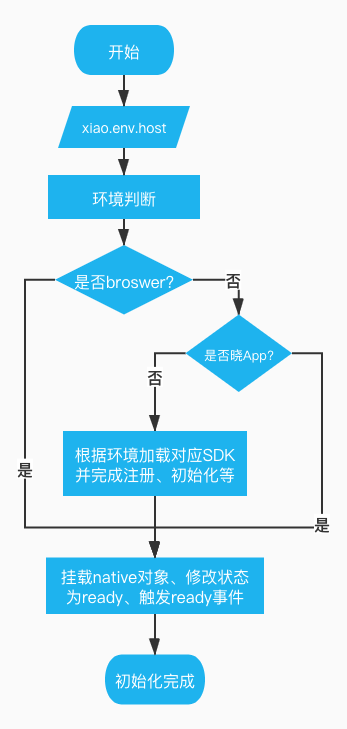 开始
xiao.env.host
环境判断
是否broswer?
否
是否晓App?
否
根据环境加载对应SDK
并完成注册、初始化等
是
是
挂载native对象、修改状态
为ready、触发ready事件
初始化完成